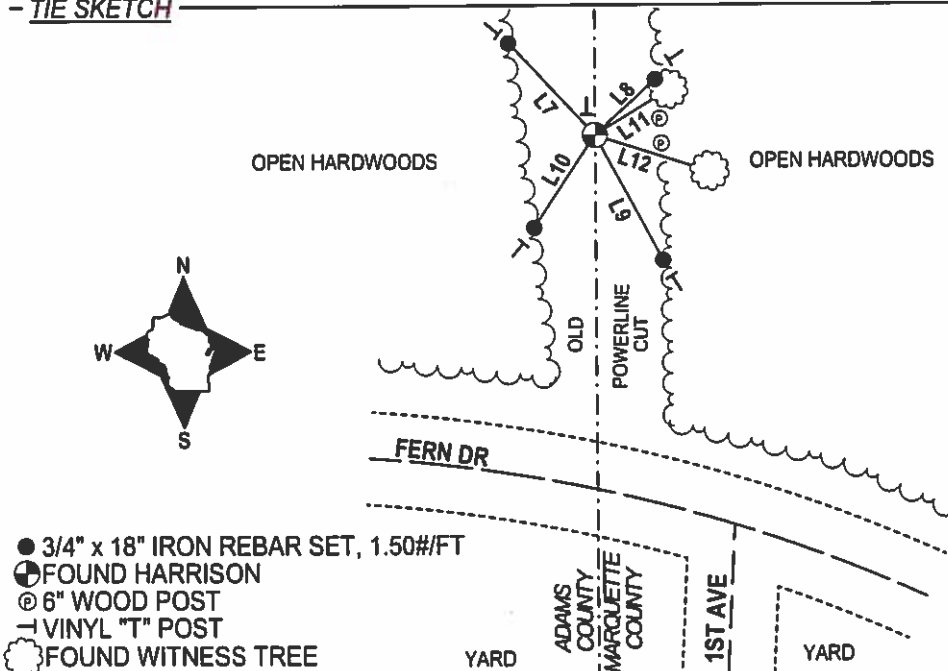 - TIE SKETCH
L7
L8
L11
L12
L10
L9
P
P
OPEN HARDWOODS
OPEN HARDWOODS
N
W
E
S
OLD
POWERLINE
CUT
FERN DR
● 3/4" x 18" IRON REBAR SET, 1.50#/FT
FOUND HARRISON
Ⓟ 6" WOOD POST
VINYL "T" POST
FOUND WITNESS TREE
ADAMS
COUNTY
MARQUETTE
COUNTY
1ST AVE
YARD
YARD